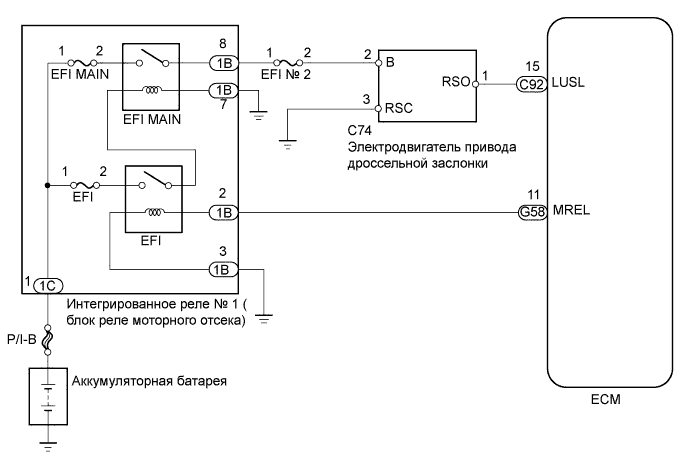 8
1 2
1B
1 2
2
B
EFI MAIN
EFI № 2
RSO
1
15
C92
LUSL
1B
7
3
RSC
EFI MAIN
C74
Электродвигатель привода
дроссельной заслонки
1 2
EFI
2
1B
11
G58
MREL
EFI
3
1B
1
1C
Интегрированное реле № 1 (
блок реле моторного отсека)
P/I-B
Аккумуляторная батарея
ECM